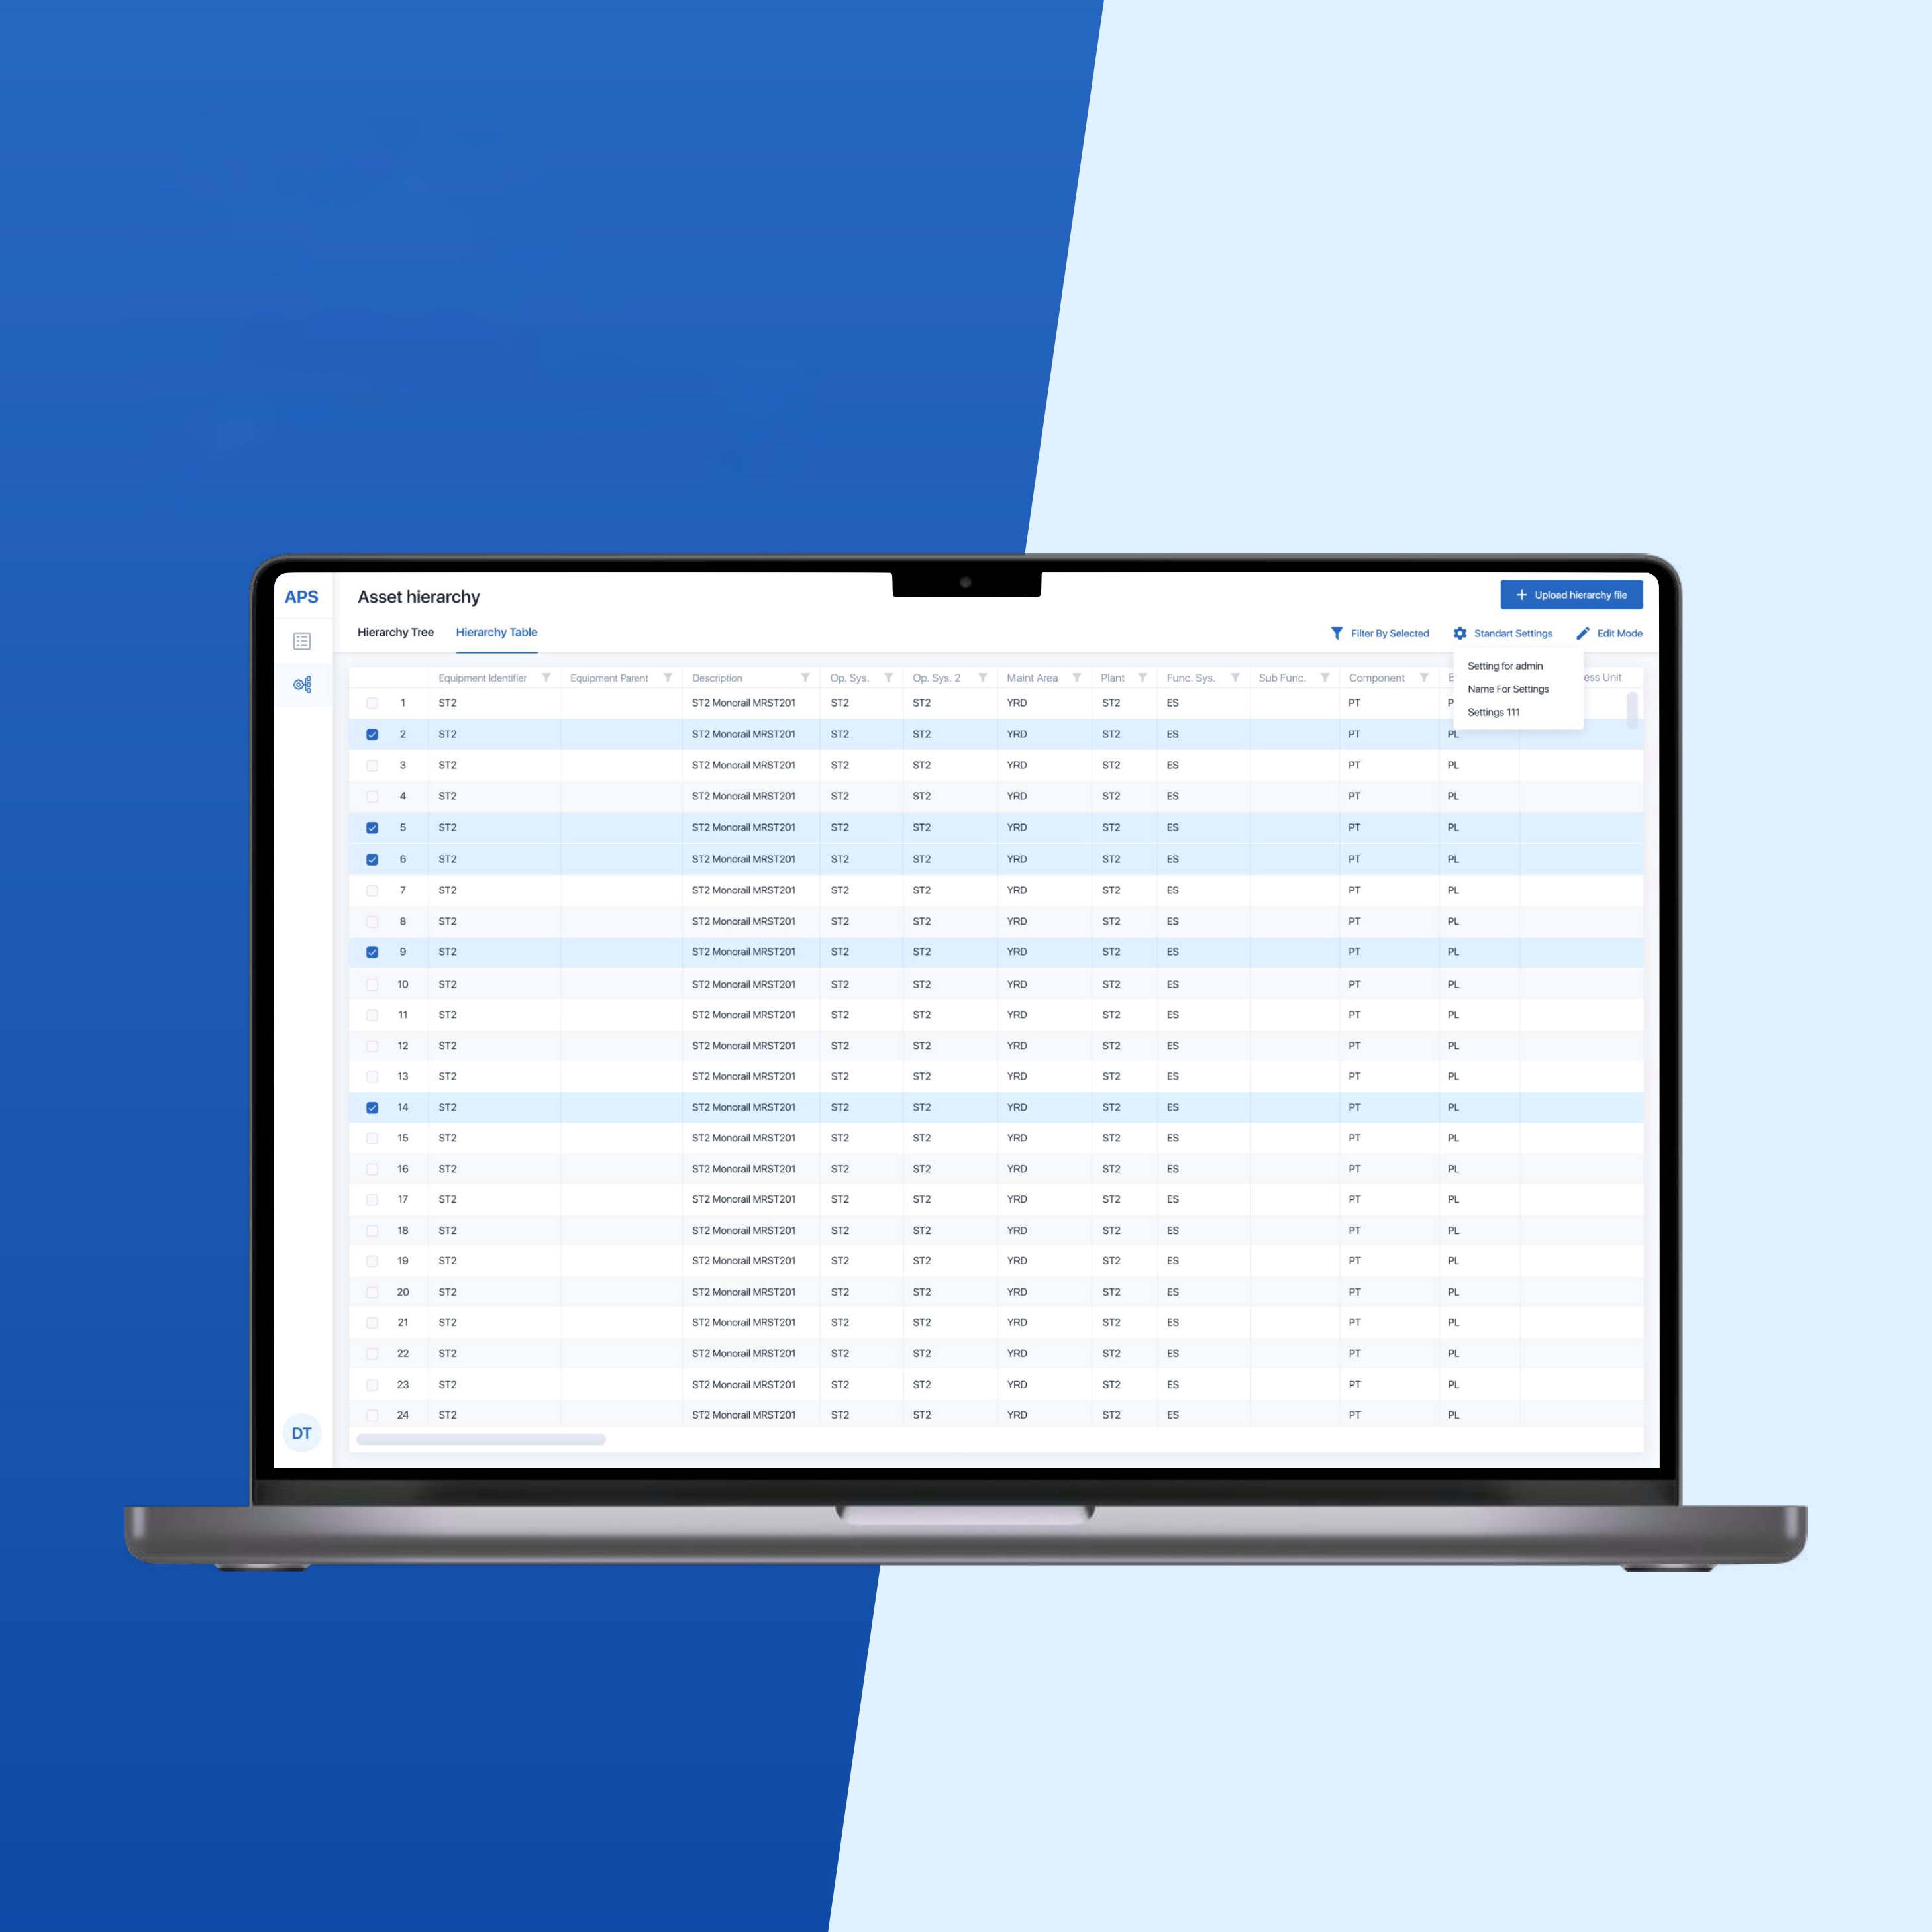 APS
Asset hierarchy
Upload hierarchy file
Hierarchy Tree Hierarchy Table Filter By Selected Standart Settings Edit Mode
Setting for admin
Name For Settings
Settings 111
Equipment Identifier Equipment Parent Description Op. Sys. Op. Sys. 2 Maint Area Plant Func. Sys. Sub Func. Component Unit
1 ST2 ST2 Monorail MRST201 ST2 ST2 YRD ST2 ES PT
2 ST2 ST2 Monorail MRST201 ST2 ST2 YRD ST2 ES PT PL
3 ST2 ST2 Monorail MRST201 ST2 ST2 YRD ST2 ES PT PL
4 ST2 ST2 Monorail MRST201 ST2 ST2 YRD ST2 ES PT PL
5 ST2 ST2 Monorail MRST201 ST2 ST2 YRD ST2 ES PT PL
6 ST2 ST2 Monorail MRST201 ST2 ST2 YRD ST2 ES PT PL
7 ST2 ST2 Monorail MRST201 ST2 ST2 YRD ST2 ES PT PL
8 ST2 ST2 Monorail MRST201 ST2 ST2 YRD ST2 ES PT PL
9 ST2 ST2 Monorail MRST201 ST2 ST2 YRD ST2 ES PT PL
10 ST2 ST2 Monorail MRST201 ST2 ST2 YRD ST2 ES PT PL
11 ST2 ST2 Monorail MRST201 ST2 ST2 YRD ST2 ES PT PL
12 ST2 ST2 Monorail MRST201 ST2 ST2 YRD ST2 ES PT PL
13 ST2 ST2 Monorail MRST201 ST2 ST2 YRD ST2 ES PT PL
14 ST2 ST2 Monorail MRST201 ST2 ST2 YRD ST2 ES PT PL
15 ST2 ST2 Monorail MRST201 ST2 ST2 YRD ST2 ES PT PL
16 ST2 ST2 Monorail MRST201 ST2 ST2 YRD ST2 ES PT PL
17 ST2 ST2 Monorail MRST201 ST2 ST2 YRD ST2 ES PT PL
18 ST2 ST2 Monorail MRST201 ST2 ST2 YRD ST2 ES PT PL
19 ST2 ST2 Monorail MRST201 ST2 ST2 YRD ST2 ES PT PL
20 ST2 ST2 Monorail MRST201 ST2 ST2 YRD ST2 ES PT PL
21 ST2 ST2 Monorail MRST201 ST2 ST2 YRD ST2 ES PT PL
22 ST2 ST2 Monorail MRST201 ST2 ST2 YRD ST2 ES PT PL
23 ST2 ST2 Monorail MRST201 ST2 ST2 YRD ST2 ES PT PL
24 ST2 ST2 Monorail MRST201 ST2 ST2 YRD ST2 ES PT PL
DT